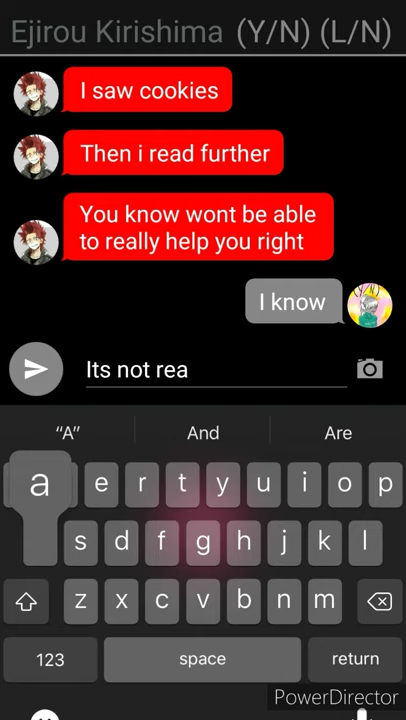 Ejirou Kirishima (Y/N) (L/N)
I saw cookies
Then i read further
You know wont be able
to really help you right
I know
Its not rea
“A” And Are
a e r t y u i o p
s d f g h j k l
z x c v b n m
123 space return
PowerDirector